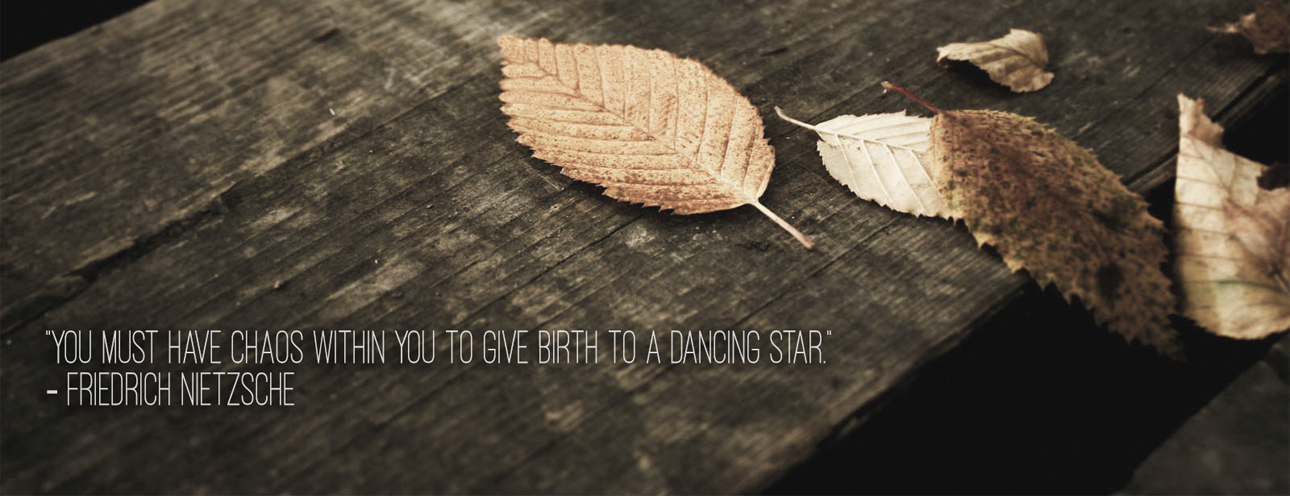 "YOU MUST HAVE CHAOS WITHIN YOU TO GIVE BIRTH TO A DANCING STAR."
- FRIEDRICH NIETZSCHE